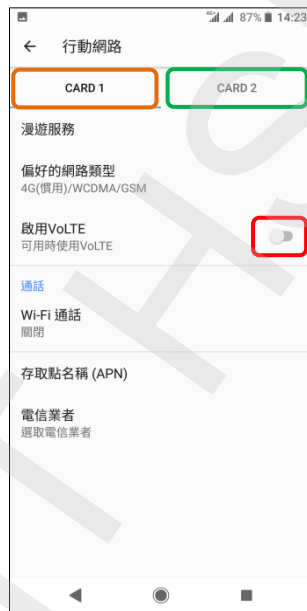 4G+ 87% 14:23
行動網路
CARD 1 CARD 2
漫遊服務
偏好的網路類型
4G(慣用)/WCDMA/GSM
啟用VoLTE
可用時使用VoLTE
通話
Wi-Fi 通話
關閉
存取點名稱 (APN)
電信業者
選取電信業者